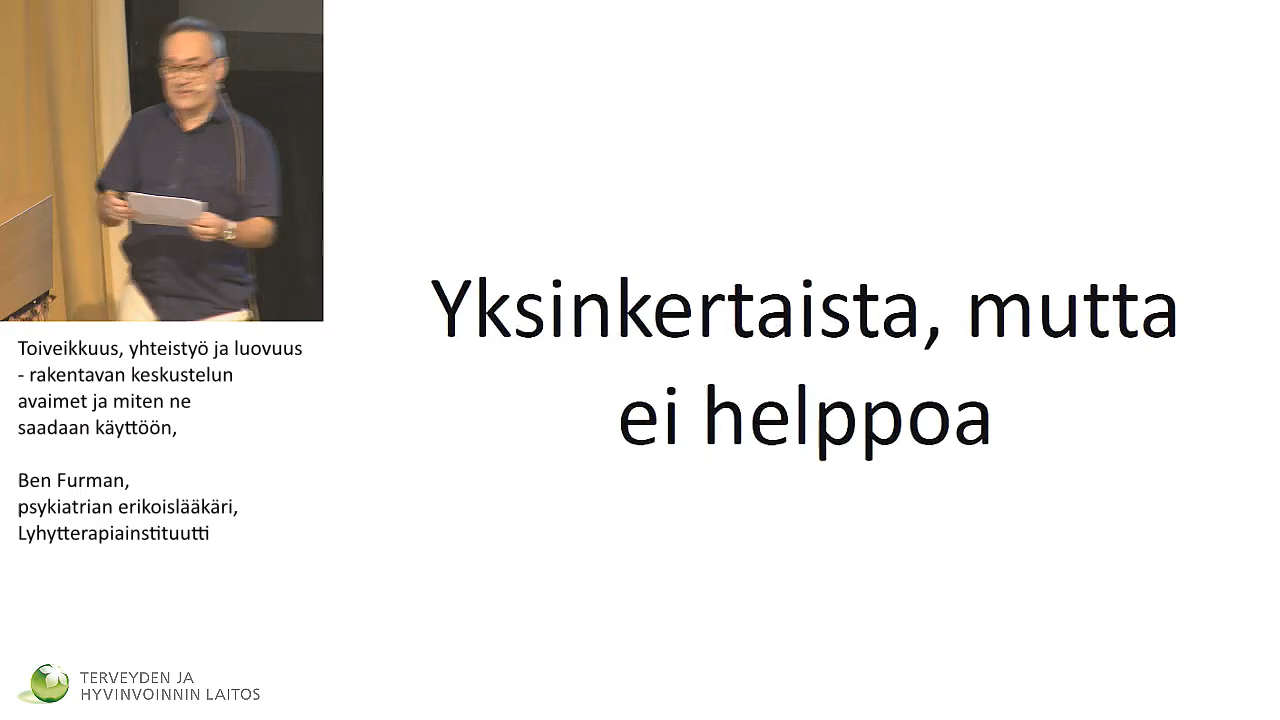 Toiveikkuus, yhteistyö ja luovuus
- rakentavan keskustelun
avaimet ja miten ne
saadaan käyttöön,
Ben Furman,
psykiatrian erikoislääkäri,
Lyhytterapiainstituutti
Yksinkertaista, mutta
ei helppoa
TERVEYDEN JA
HYVINVOINNIN LAITOS